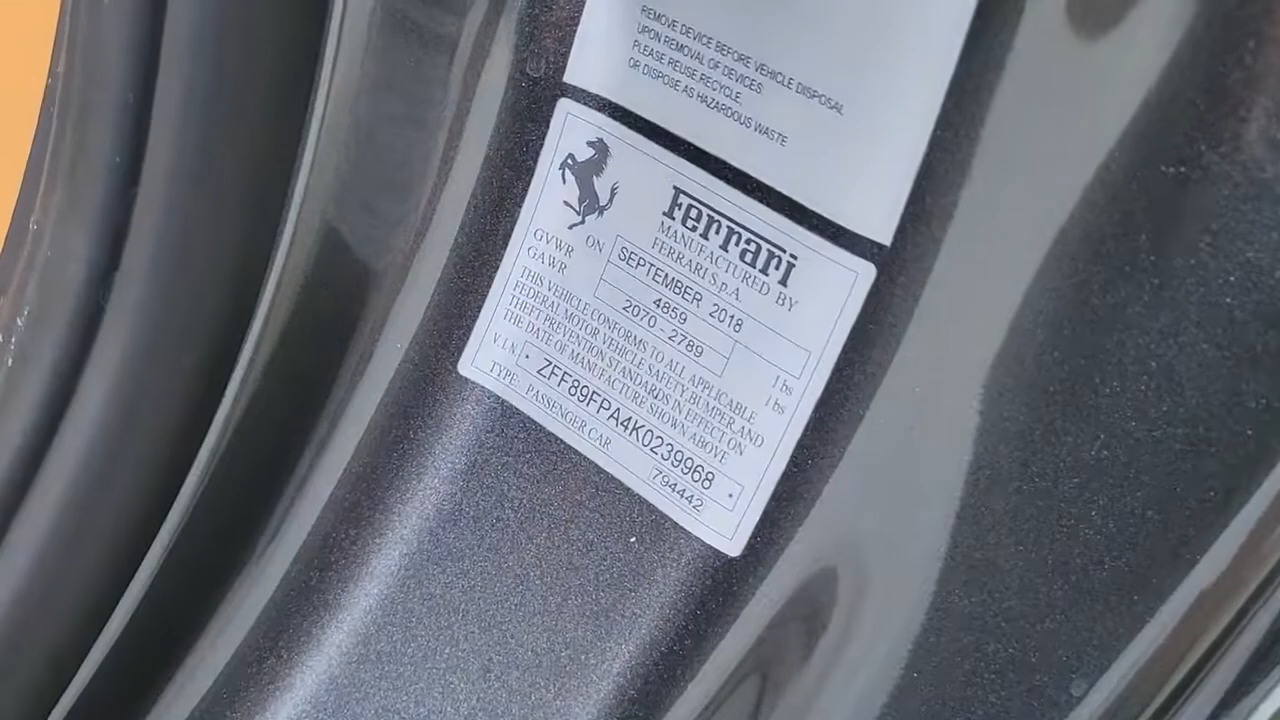 REMOVE DEVICE BEFORE VEHICLE DISPOSAL
UPON REMOVAL OF DEVICES
PLEASE REUSE,RECYCLE,
OR DISPOSE AS HAZARDOUS WASTE
Ferrari
MANUFACTURED BY
FERRARI S.p.A.
ON SEPTEMBER 2018
GVWR 4859 lbs
GAWR 2070 - 2789 lbs
THIS VEHICLE CONFORMS TO ALL APPLICABLE
FEDERAL MOTOR VEHICLE SAFETY,BUMPER,AND
THEFT PREVENTION STANDARDS IN EFFECT ON
THE DATE OF MANUFACTURE SHOWN ABOVE
V.I.N. * ZFF89FPA4K0239968 *
TYPE: PASSENGER CAR 794442